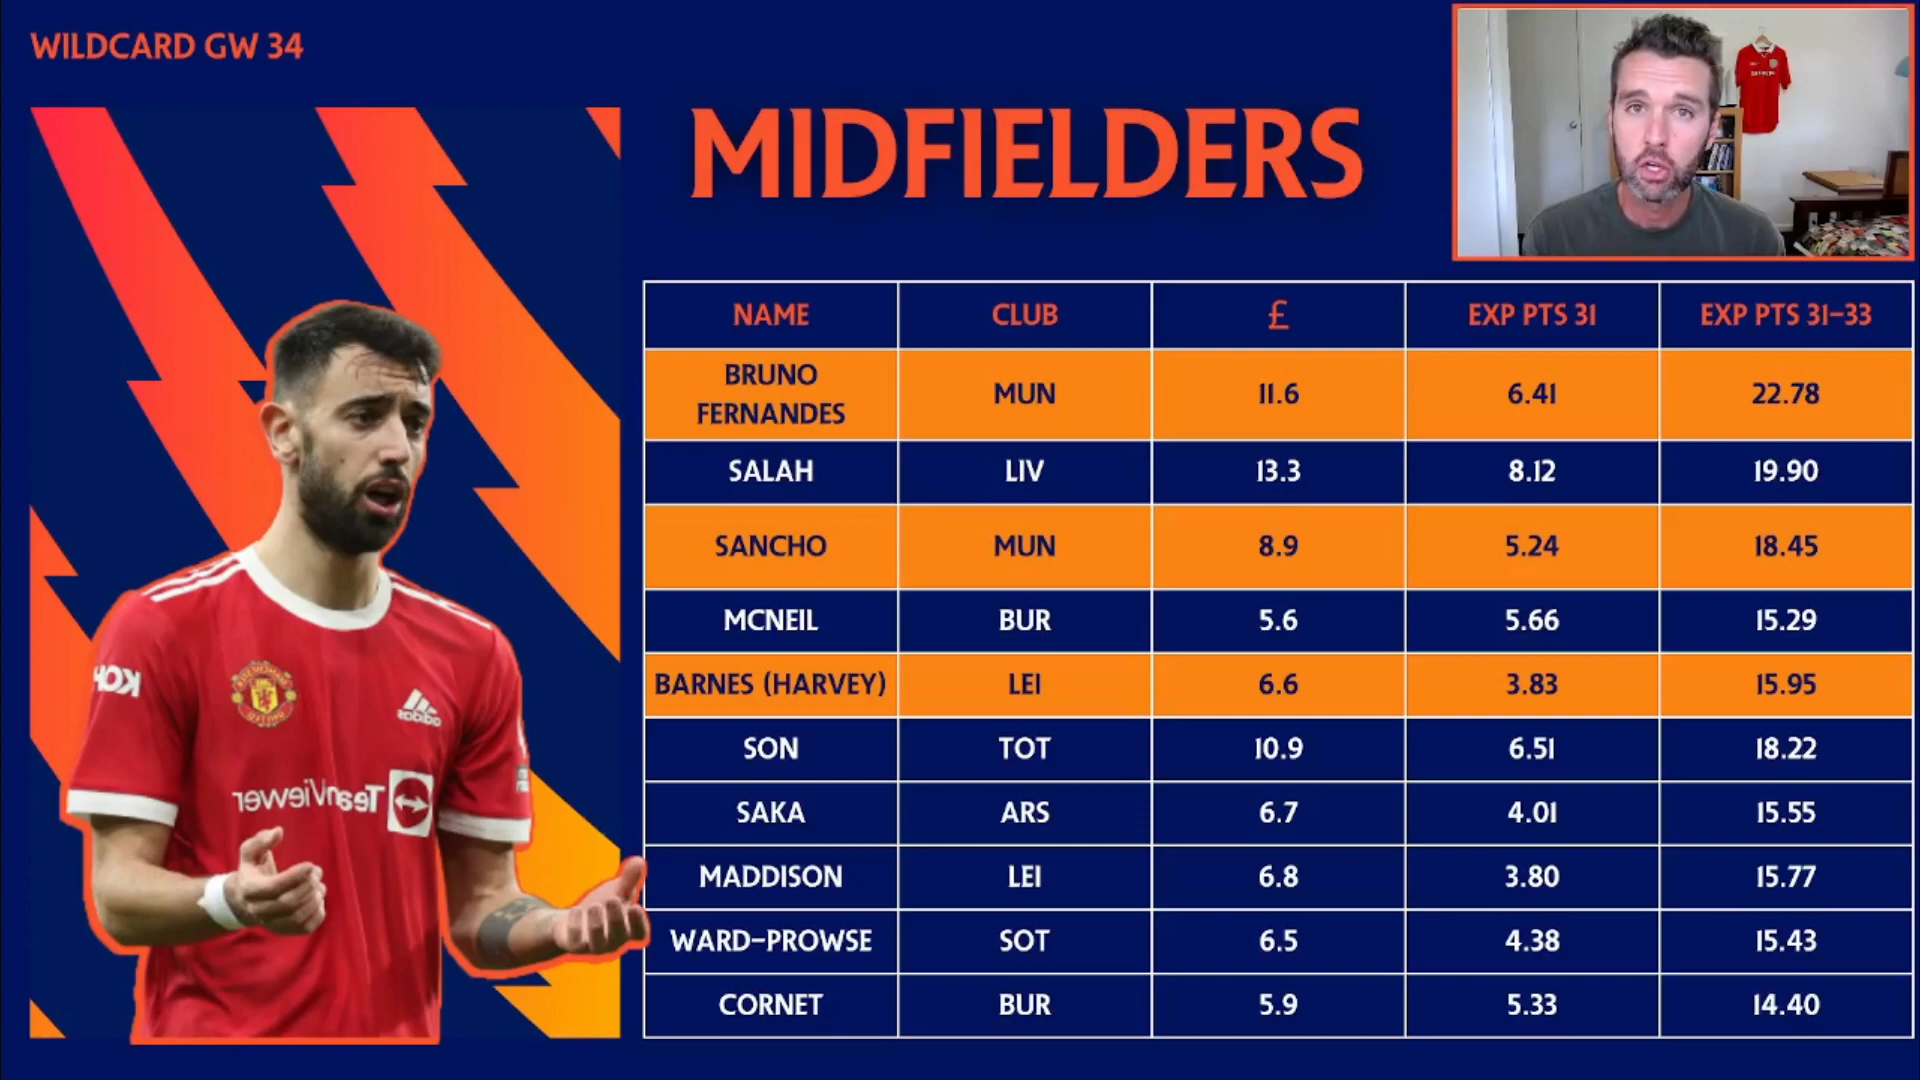 WILDCARD GW 34
MIDFIELDERS
NAME CLUB £ EXP PTS 31 EXP PTS 31-33
BRUNO
FERNANDES MUN 11.6 6.41 22.78
SALAH LIV 13.3 8.12 19.90
SANCHO MUN 8.9 5.24 18.45
MCNEIL BUR 5.6 5.66 15.29
BARNES (HARVEY) LEI 6.6 3.83 15.95
SON TOT 10.9 6.51 18.22
SAKA ARS 6.7 4.01 15.55
MADDISON LEI 6.8 3.80 15.77
WARD-PROWSE SOT 6.5 4.38 15.43
CORNET BUR 5.9 5.33 14.40
adidas
TeamViewer